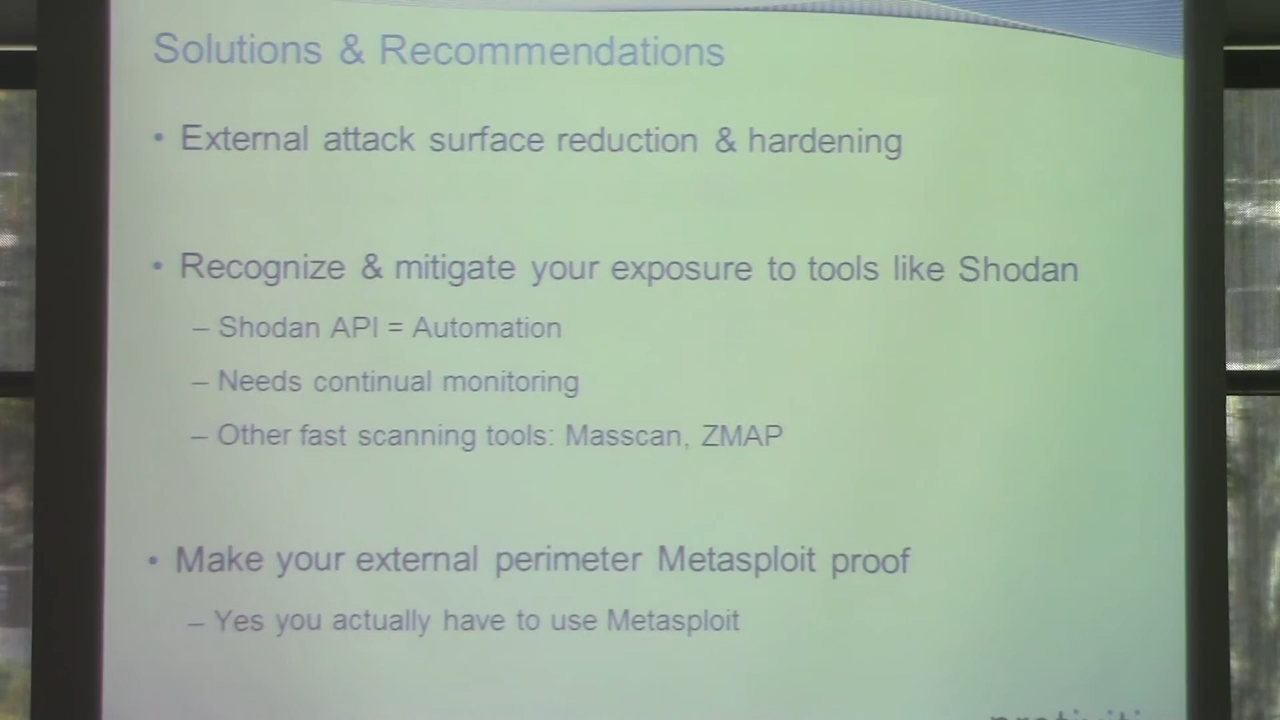 Solutions & Recommendations
• External attack surface reduction & hardening
• Recognize & mitigate your exposure to tools like Shodan
– Shodan API = Automation
– Needs continual monitoring
– Other fast scanning tools: Masscan, ZMAP
• Make your external perimeter Metasploit proof
– Yes you actually have to use Metasploit